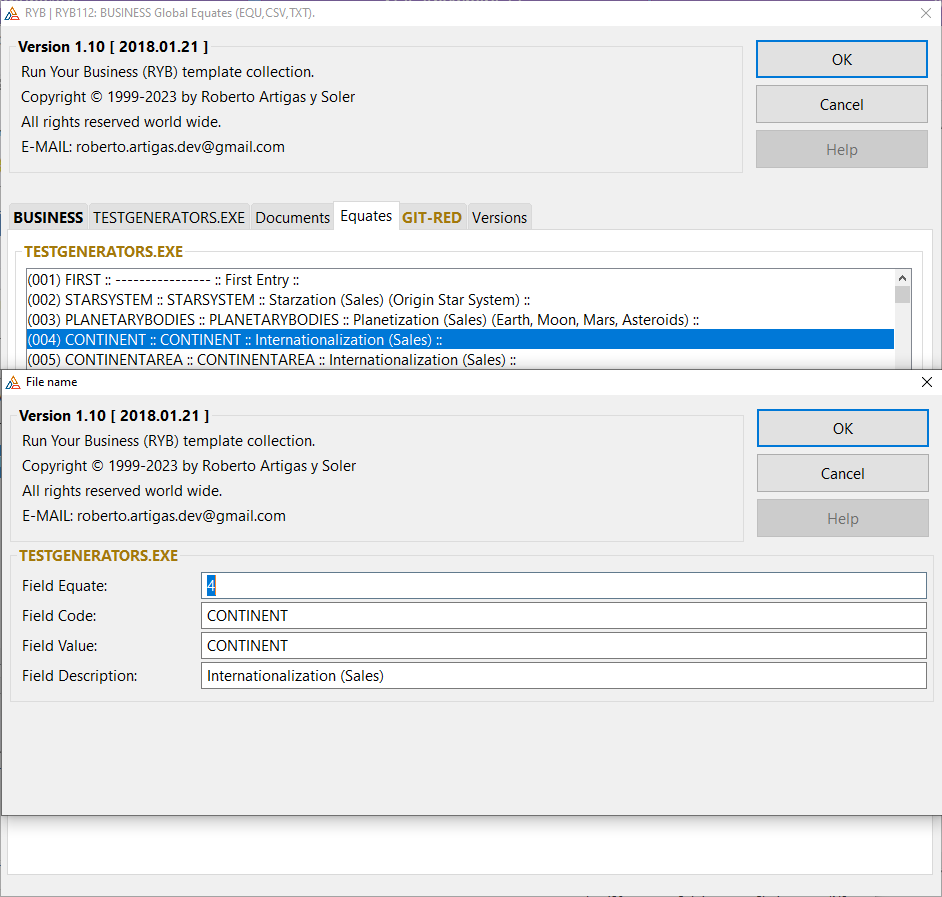 RYB | RYB112: BUSINESS Global Equates (EQU,CSV,TXT).
Version 1.10 [ 2018.01.21 ]
Run Your Business (RYB) template collection.
Copyright © 1999-2023 by Roberto Artigas y Soler
All rights reserved world wide.
E-MAIL: roberto.artigas.dev@gmail.com
OK
Cancel
Help
BUSINESS TESTGENERATORS.EXE Documents Equates GIT-RED Versions
TESTGENERATORS.EXE
(001) FIRST :: --------------- :: First Entry ::
(002) STARSYSTEM :: STARSYSTEM :: Starzation (Sales) (Origin Star System) ::
(003) PLANETARYBODIES :: PLANETARYBODIES :: Planetization (Sales) (Earth, Moon, Mars, Asteroids) ::
(004) CONTINENT :: CONTINENT :: Internationalization (Sales) ::
(005) CONTINENTAREA :: CONTINENTAREA :: Internationalization (Sales) ::
File name
Version 1.10 [ 2018.01.21 ]
Run Your Business (RYB) template collection.
Copyright © 1999-2023 by Roberto Artigas y Soler
All rights reserved world wide.
E-MAIL: roberto.artigas.dev@gmail.com
OK
Cancel
Help
TESTGENERATORS.EXE
Field Equate: 4
Field Code: CONTINENT
Field Value: CONTINENT
Field Description: Internationalization (Sales)